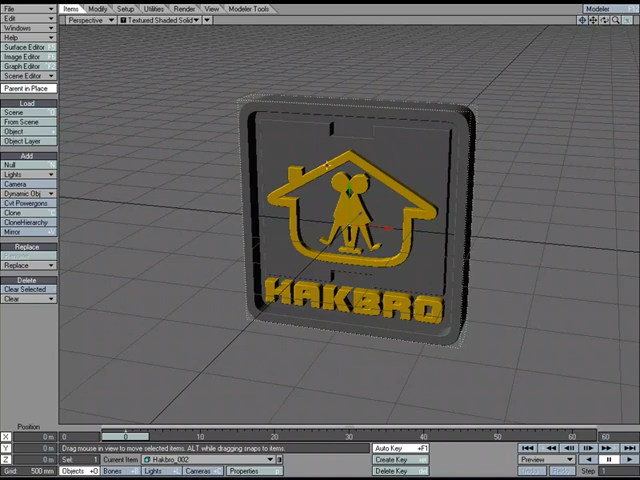 File
Items
Modify
Setup
Utilities
Render
View
Modeler Tools
Modeler
Edit
Perspective
Textured Shaded Solid
Windows
Help
Surface Editor
Image Editor
Graph Editor
Scene Editor
Parent in Place
Load
Scene
From Scene
Object
Object Layer
Add
Null
Lights
Camera
Dynamic Obj
Cvt Powergons
Clone
CloneHierarchy
Mirror
Replace
Replace
Delete
Clear Selected
Clear
HAKBRO
Position
X 0 m
Y 0 m
Z 0 m
Grid: 500 mm
0 0 10 20 30 40 50 60 60
Drag mouse in view to move selected items. ALT while dragging snaps to items.
Sel: 1 Current Item Hakbro_002
Objects +O Bones Lights Cameras Properties
Auto Key +F1
Create Key
Delete Key
Preview
Step 1